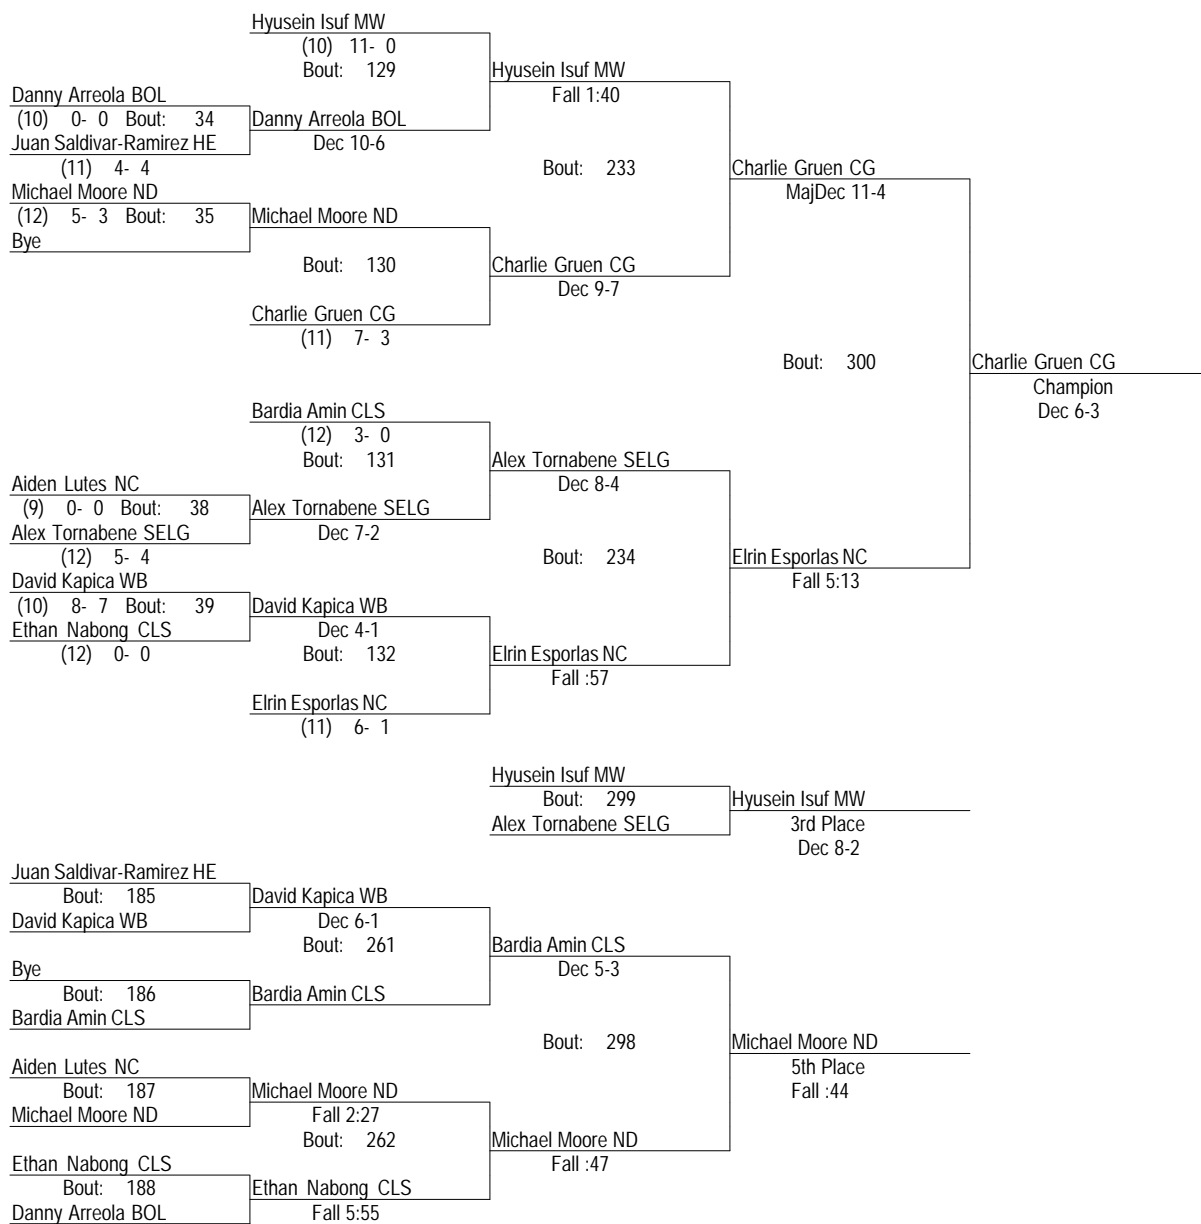 Hyusein Isuf MW
(10) 11- 0
Bout: 129
Hyusein Isuf MW
Fall 1:40
Danny Arreola BOL
(10) 0- 0 Bout: 34
Danny Arreola BOL
Juan Saldivar-Ramirez HE
Dec 10-6
(11) 4- 4
Bout: 233
Charlie Gruen CG
MajDec 11-4
Michael Moore ND
(12) 5- 3 Bout: 35
Michael Moore ND
Bye
Bout: 130
Charlie Gruen CG
Dec 9-7
Charlie Gruen CG
(11) 7- 3
Bout: 300
Charlie Gruen CG
Champion
Dec 6-3
Bardia Amin CLS
(12) 3- 0
Bout: 131
Alex Tornabene SELG
Dec 8-4
Aiden Lutes NC
(9) 0- 0 Bout: 38
Alex Tornabene SELG
Alex Tornabene SELG
Dec 7-2
(12) 5- 4
Bout: 234
Elrin Esporlas NC
Fall 5:13
David Kapica WB
(10) 8- 7 Bout: 39
David Kapica WB
Ethan Nabong CLS
Dec 4-1
(12) 0- 0
Bout: 132
Elrin Esporlas NC
Fall :57
Elrin Esporlas NC
(11) 6- 1
Hyusein Isuf MW
Bout: 299
Hyusein Isuf MW
Alex Tornabene SELG
3rd Place
Dec 8-2
Juan Saldivar-Ramirez HE
Bout: 185
David Kapica WB
David Kapica WB
Dec 6-1
Bout: 261
Bardia Amin CLS
Dec 5-3
Bye
Bout: 186
Bardia Amin CLS
Bardia Amin CLS
Bout: 298
Michael Moore ND
5th Place
Fall :44
Aiden Lutes NC
Bout: 187
Michael Moore ND
Michael Moore ND
Fall 2:27
Bout: 262
Michael Moore ND
Fall :47
Ethan Nabong CLS
Bout: 188
Ethan Nabong CLS
Danny Arreola BOL
Fall 5:55